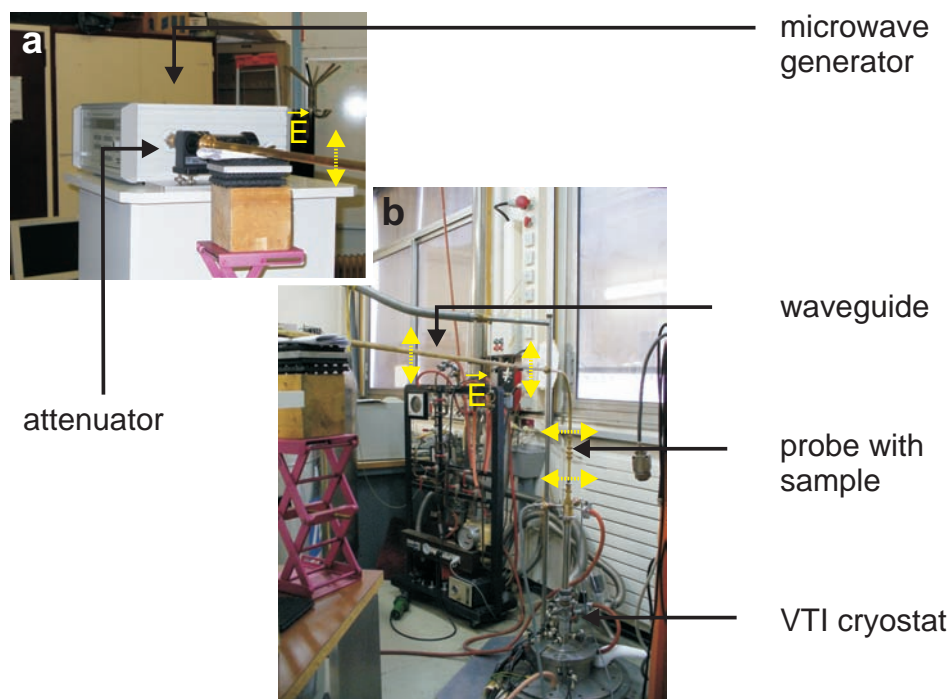 a
microwave
generator
E
b
waveguide
E
attenuator
probe with
sample
VTI cryostat